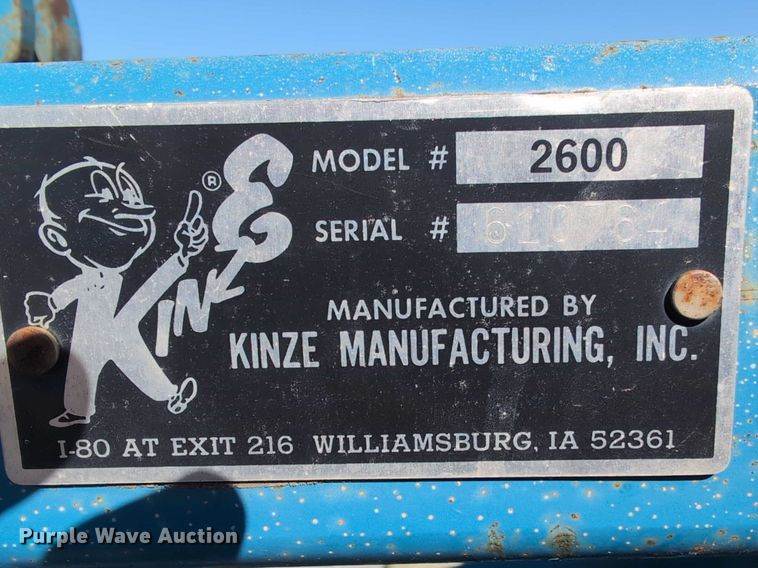 KINZE ®
MODEL # 2600
SERIAL #
MANUFACTURED BY
KINZE MANUFACTURING, INC.
I-80 AT EXIT 216 WILLIAMSBURG, IA 52361
Purple Wave Auction